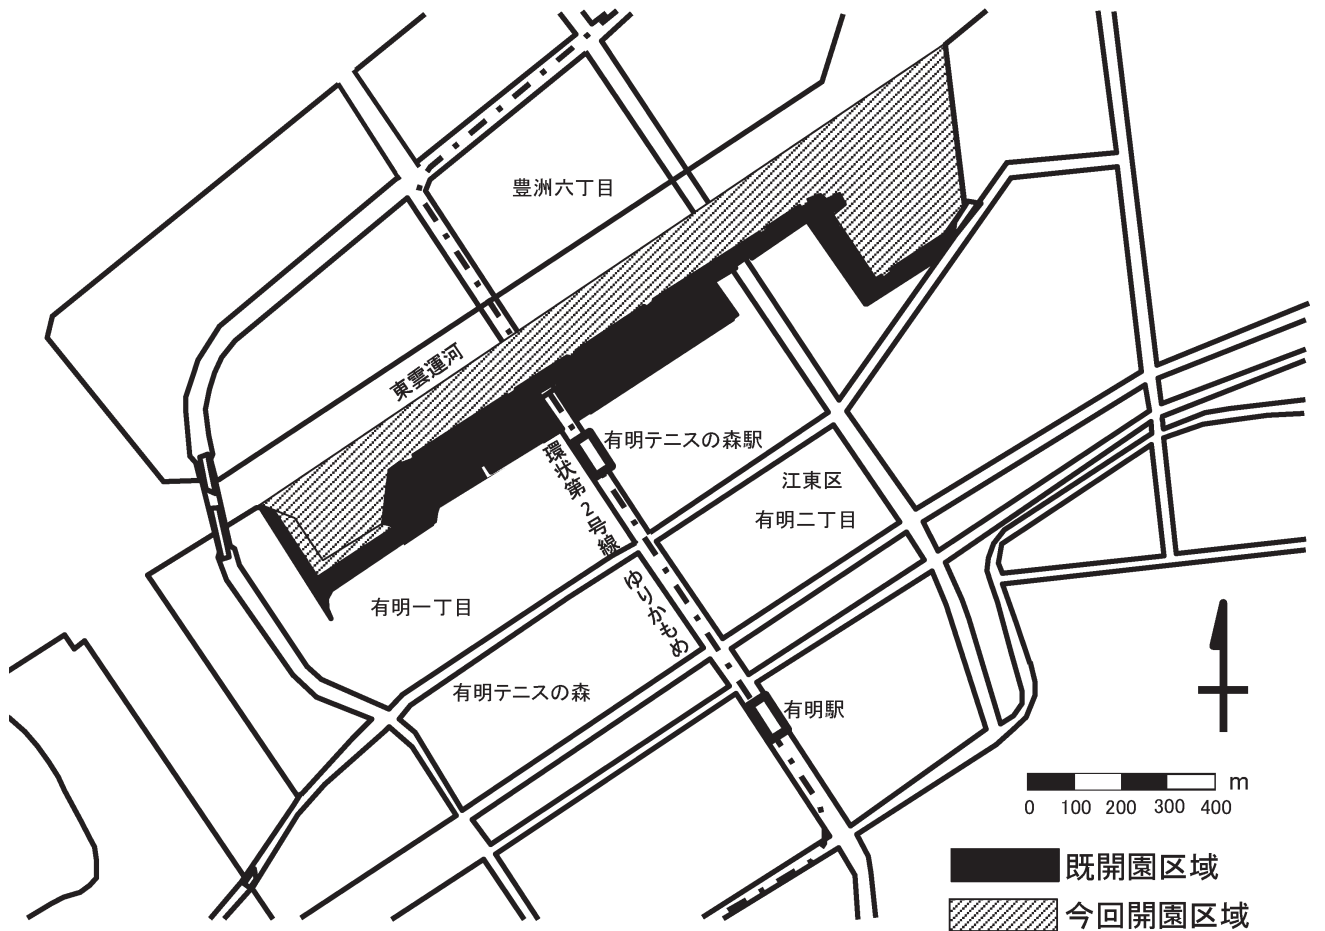 豊洲六丁目
東雲運河
有明テニスの森駅
環状第2号線
江東区
有明二丁目
ゆりかもめ
有明一丁目
有明テニスの森
有明駅
m
0 100 200 300 400
既開園区域
今回開園区域